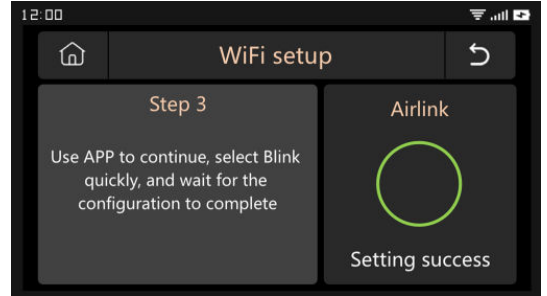 12:00
WiFi setup
Step 3
Use APP to continue, select Blink
quickly, and wait for the
configuration to complete
Airlink
Setting success